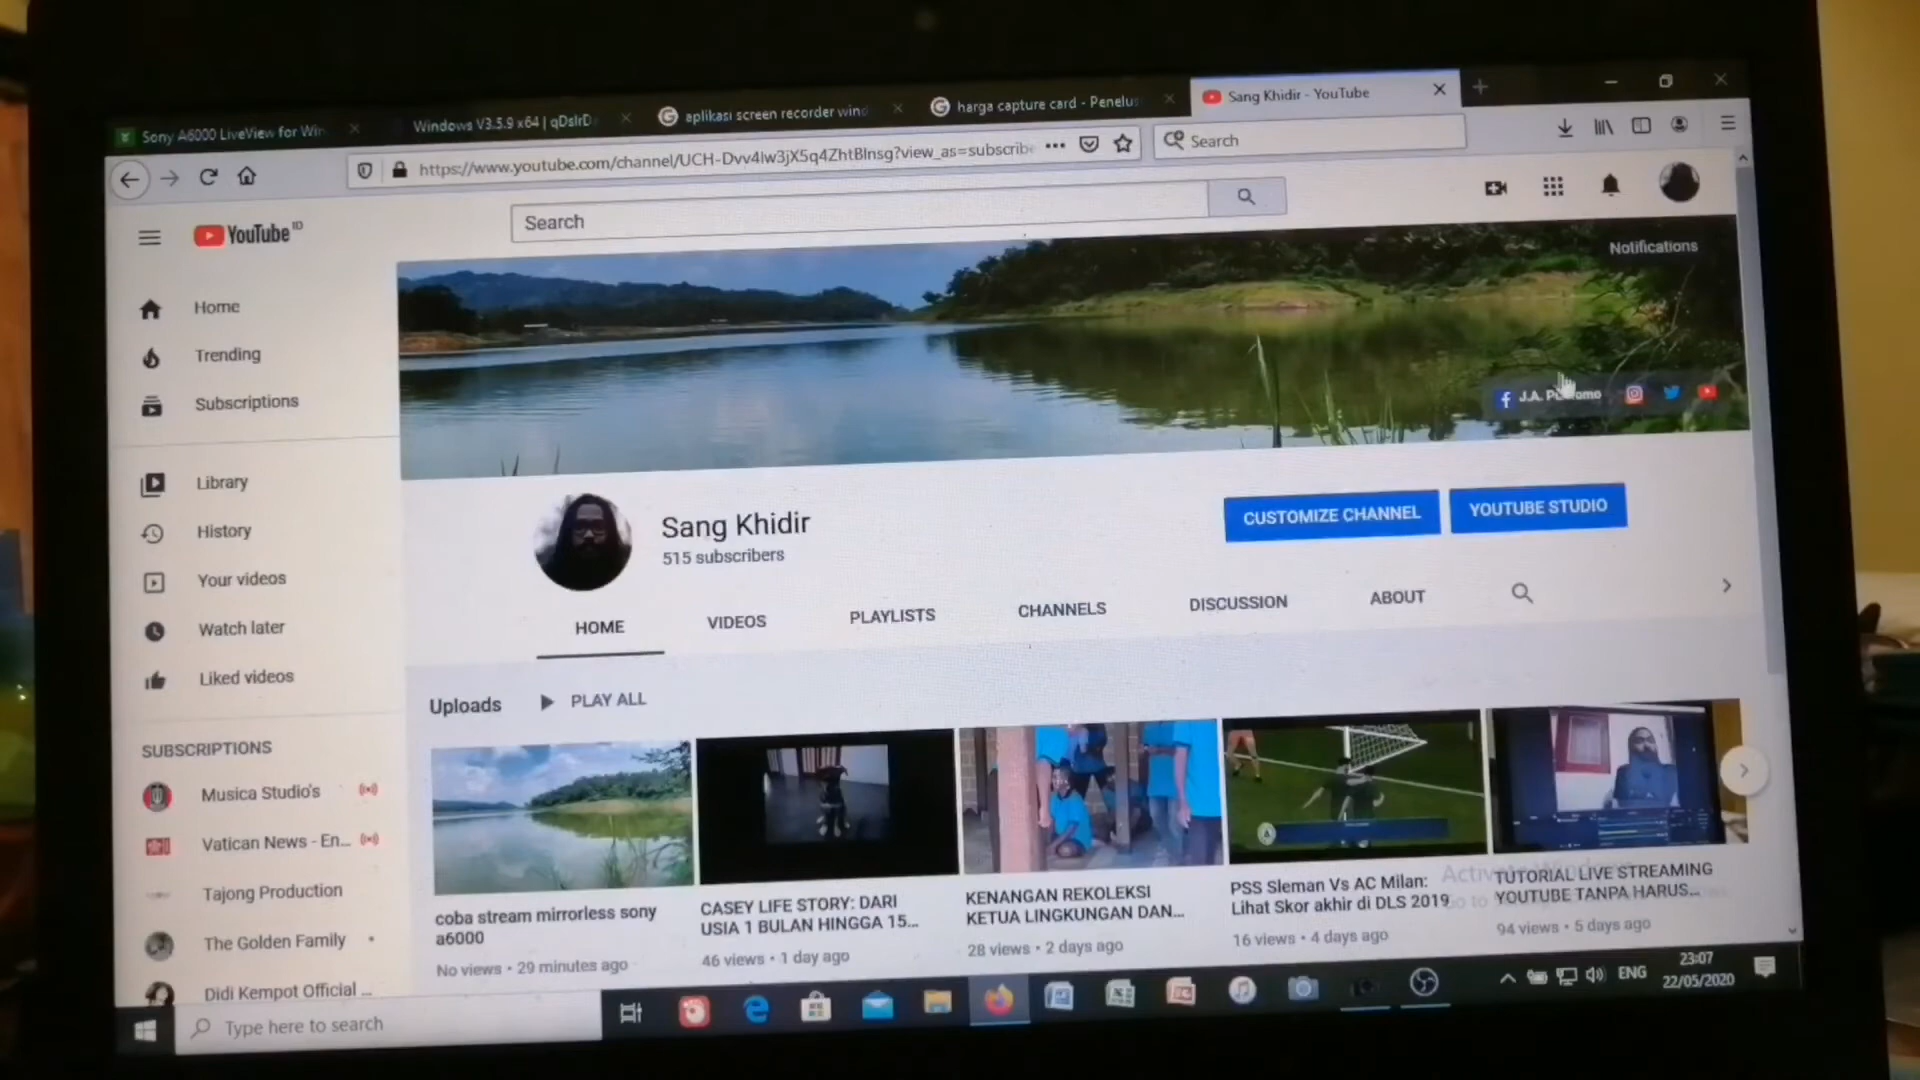 Sony A6000 LiveView for Win
Windows V3.5.9 x64 | qDslrD
aplikasi screen recorder wind
harga capture card - Penelus
Sang Khidir - YouTube
https://www.youtube.com/channel/UCH-Dvv4lw3jX5q4ZhtBlnsg?view_as=subscribe
Search
YouTube ID
Search
Notifications
Home
Trending
Subscriptions
J.A.
Library
History
Your videos
Watch later
Liked videos
Sang Khidir
515 subscribers
CUSTOMIZE CHANNEL
YOUTUBE STUDIO
HOME
VIDEOS
PLAYLISTS
CHANNELS
DISCUSSION
ABOUT
Uploads
PLAY ALL
SUBSCRIPTIONS
Musica Studio's
Vatican News - En...
Tajong Production
The Golden Family
Didi Kempot Official ...
coba stream mirrorless sony
a6000
No views • 29 minutes ago
CASEY LIFE STORY: DARI
USIA 1 BULAN HINGGA 15...
46 views • 1 day ago
KENANGAN REKOLEKSI
KETUA LINGKUNGAN DAN...
28 views • 2 days ago
PSS Sleman Vs AC Milan:
Lihat Skor akhir di DLS 2019
16 views • 4 days ago
TUTORIAL LIVE STREAMING
YOUTUBE TANPA HARUS...
94 views • 5 days ago
Type here to search
ENG
23:07
22/05/2020